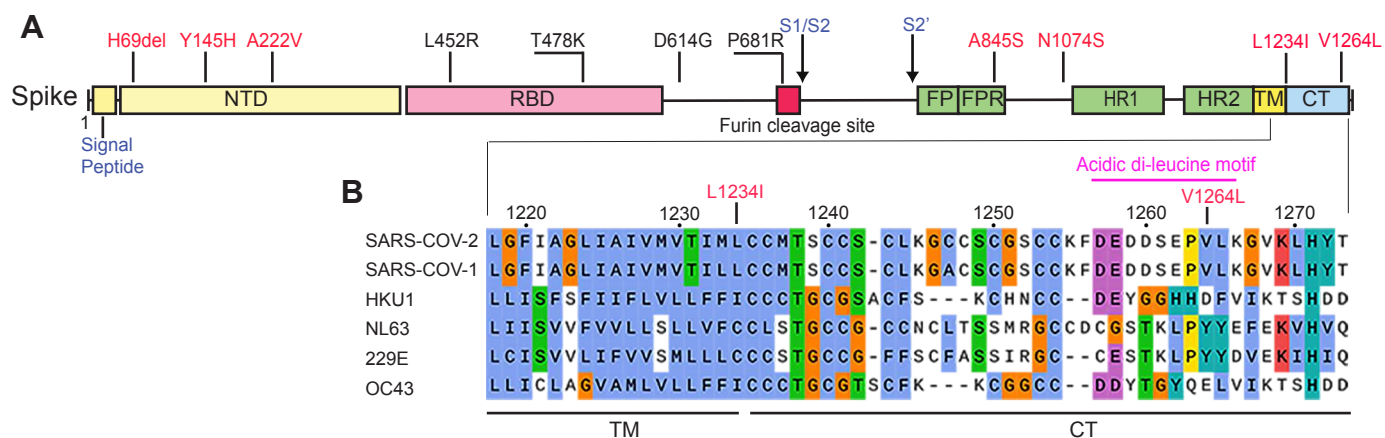 A
H69del Y145H A222V L452R T478K D614G P681R S1/S2 S2' A845S N1074S L1234I V1264L
Spike NTD RBD FP FPR HR1 HR2 TM CT
1 Furin cleavage site
Signal
Peptide
Acidic di-leucine motif
B L1234I V1264L
1220 1230 1240 1250 1260 1270
SARS-COV-2 LGFIAGLIAIVMVTIMLCCMTSCCS-CLKGCCSCGSCCKFDEDDSEPVLKGVKLHYT
SARS-COV-1 LGFIAGLIAIVMVTILLCCMTSCCS-CLKGACSCGSCCKFDEDDSEPVLKGVKLHYT
HKU1 LLISFSFIIFLVLLFFICCCTGCGSACFS---KCHNCC--DEYGGHHDFVIKTSHDD
NL63 LIISVVFVVLLSLLVFCCLSTGCCG-CCNCLTSSMRGCCDCGSTKLPYYEFEKVHVQ
229E LCISVVLIFVVSMLLLCCCSTGCCG-FFSCFASSIRGC--CESTKLPYYDVEKIHIQ
OC43 LLICLAGVAMLVLLFFICCCTGCGTSCFK---KCGGCC--DDYTGYQELVIKTSHDD
TM CT